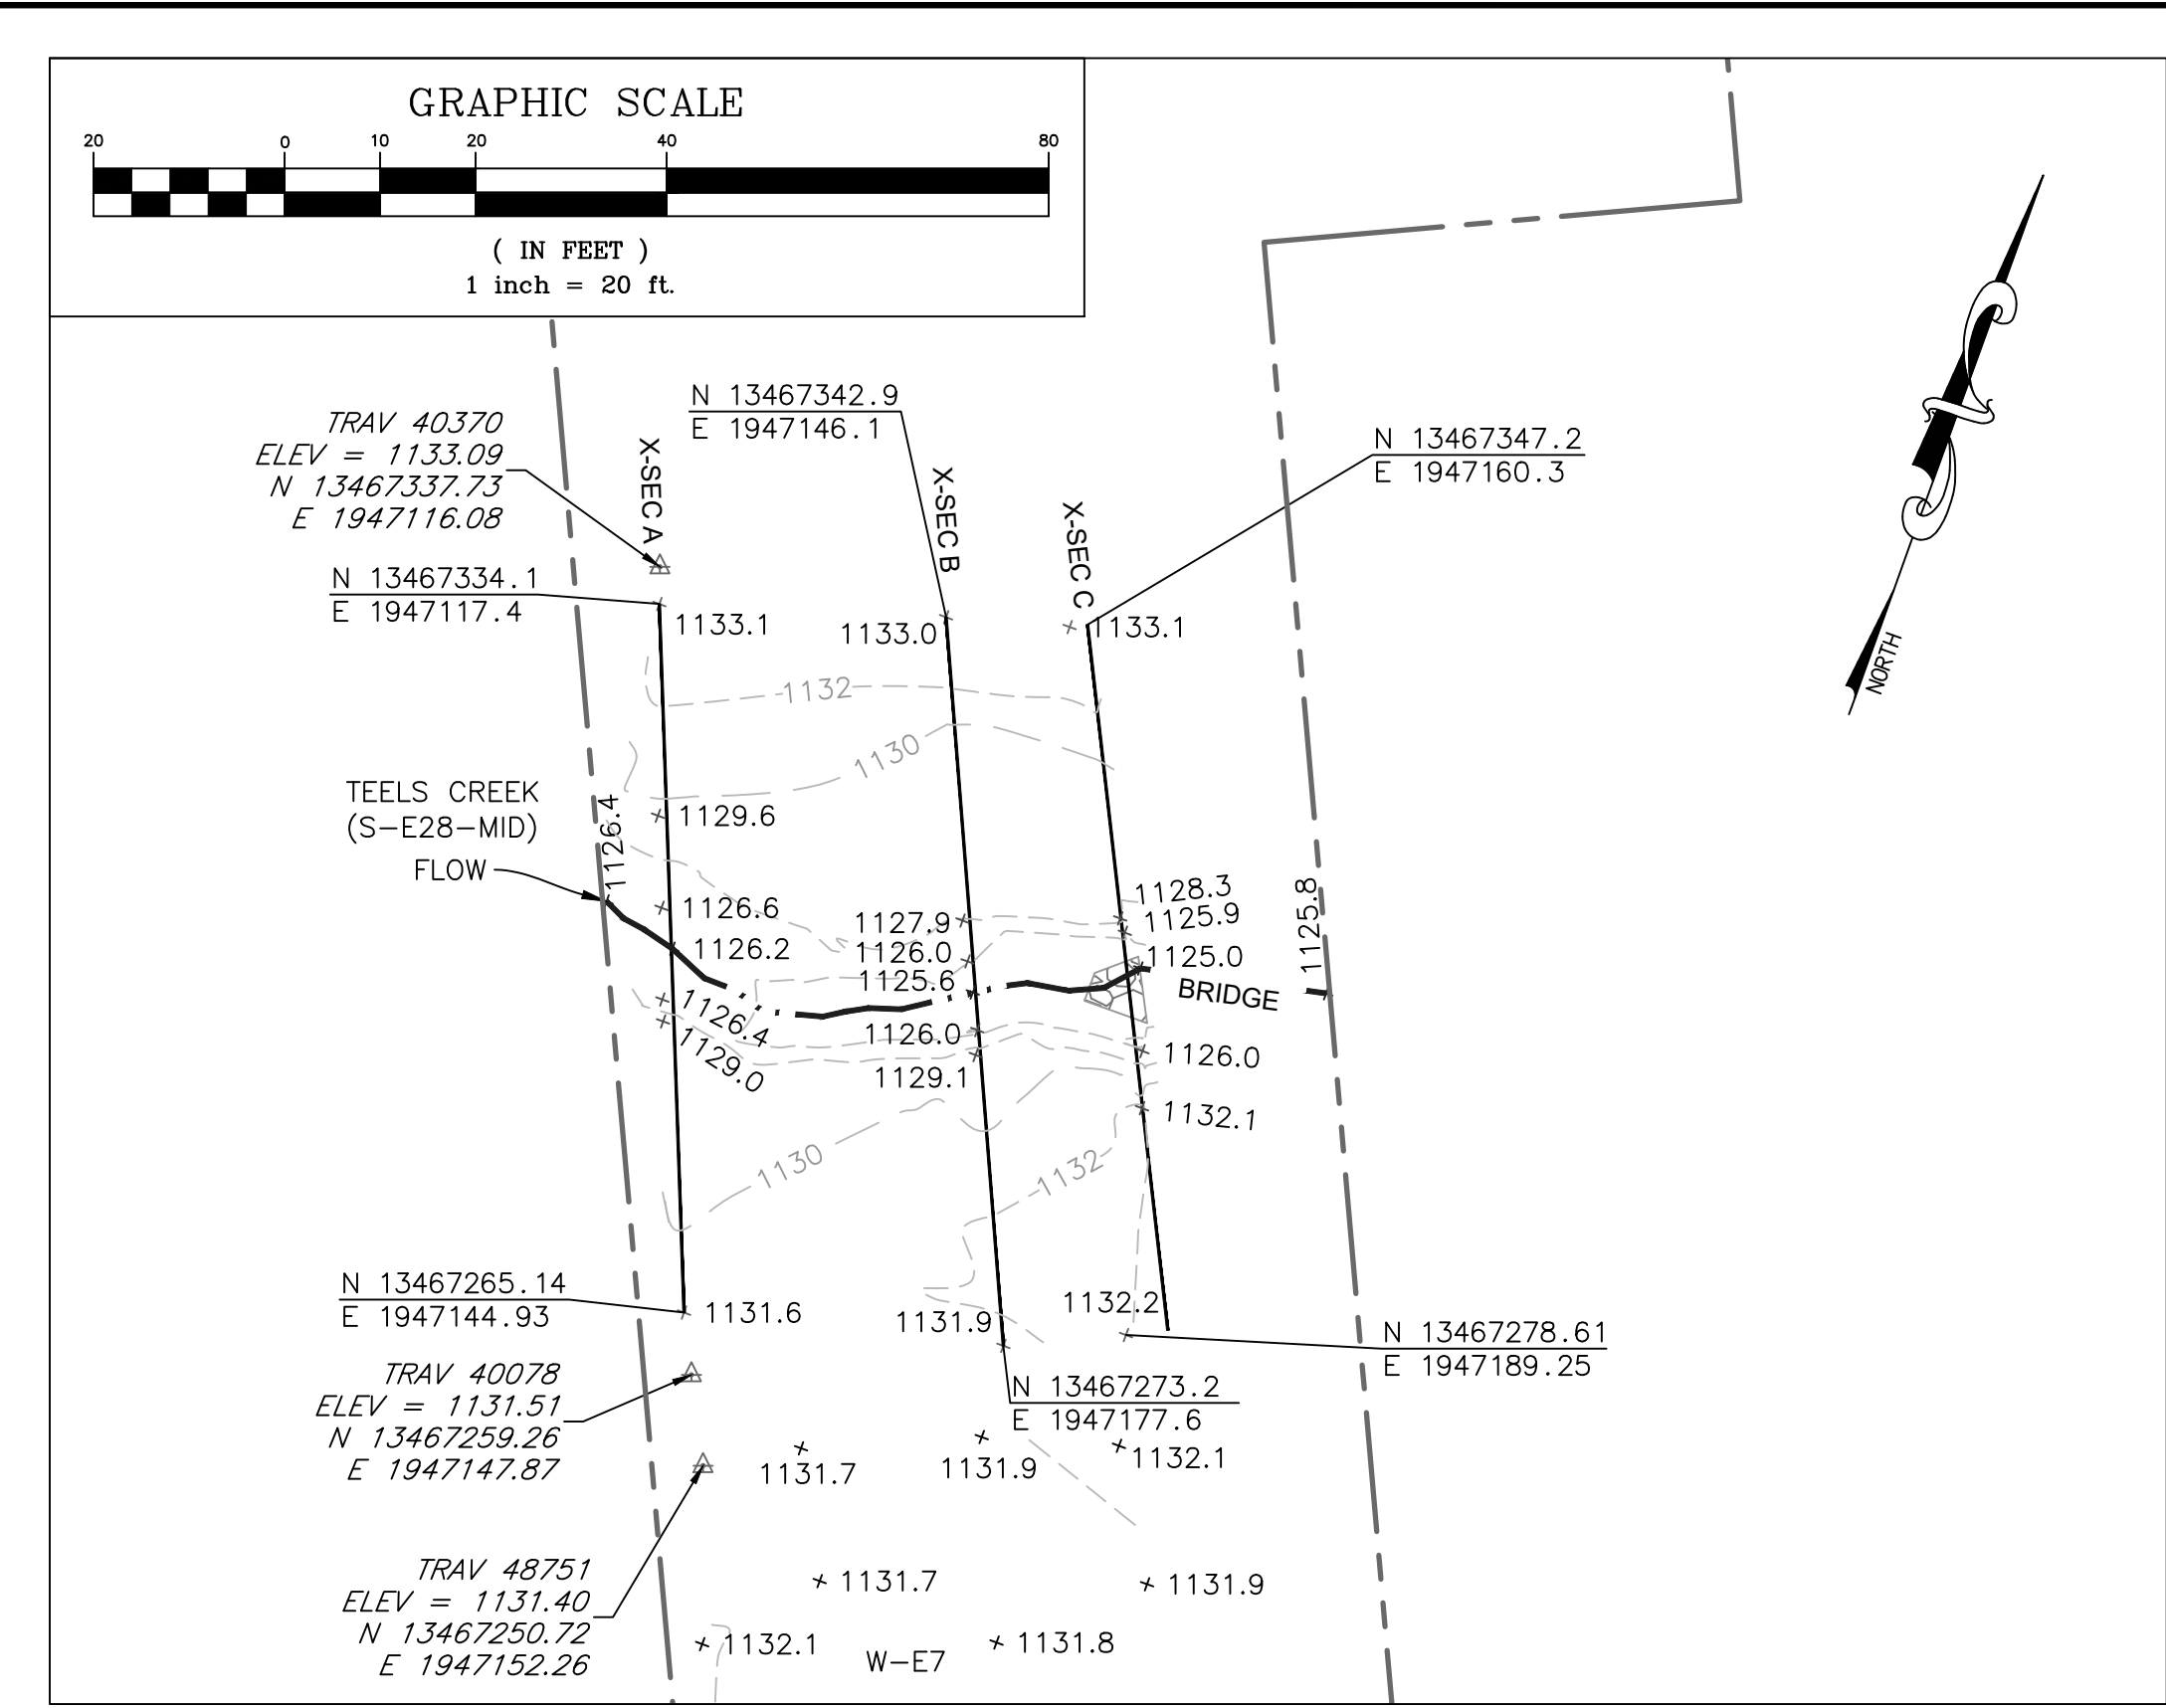 GRAPHIC SCALE
20 0 10 20 40 80
( IN FEET )
1 inch = 20 ft.
N 13467342.9
E 1947146.1
TRAV 40370
ELEV = 1133.09
N 13467337.73
E 1947116.08
N 13467347.2
E 1947160.3
X-SEC A
X-SEC B
X-SEC C
N 13467334.1
E 1947117.4
1133.1
1133.0
1133.1
NORTH
1132
1130
TEELS CREEK
(S-E28-MID)
FLOW
1126.4
1129.6
1126.6
1126.2
1126.4
1129.0
1127.9
1126.0
1125.6
1126.0
1129.1
1128.3
1125.9
1125.0
BRIDGE
1125.8
1126.0
1132.1
1130
1132
N 13467265.14
E 1947144.93
1131.6
1131.9
1132.2
N 13467278.61
E 1947189.25
N 13467273.2
E 1947177.6
TRAV 40078
ELEV = 1131.51
N 13467259.26
E 1947147.87
1131.7
1131.9
1132.1
TRAV 48751
ELEV = 1131.40
N 13467250.72
E 1947152.26
1131.7
1131.9
1132.1
W-E7
1131.8